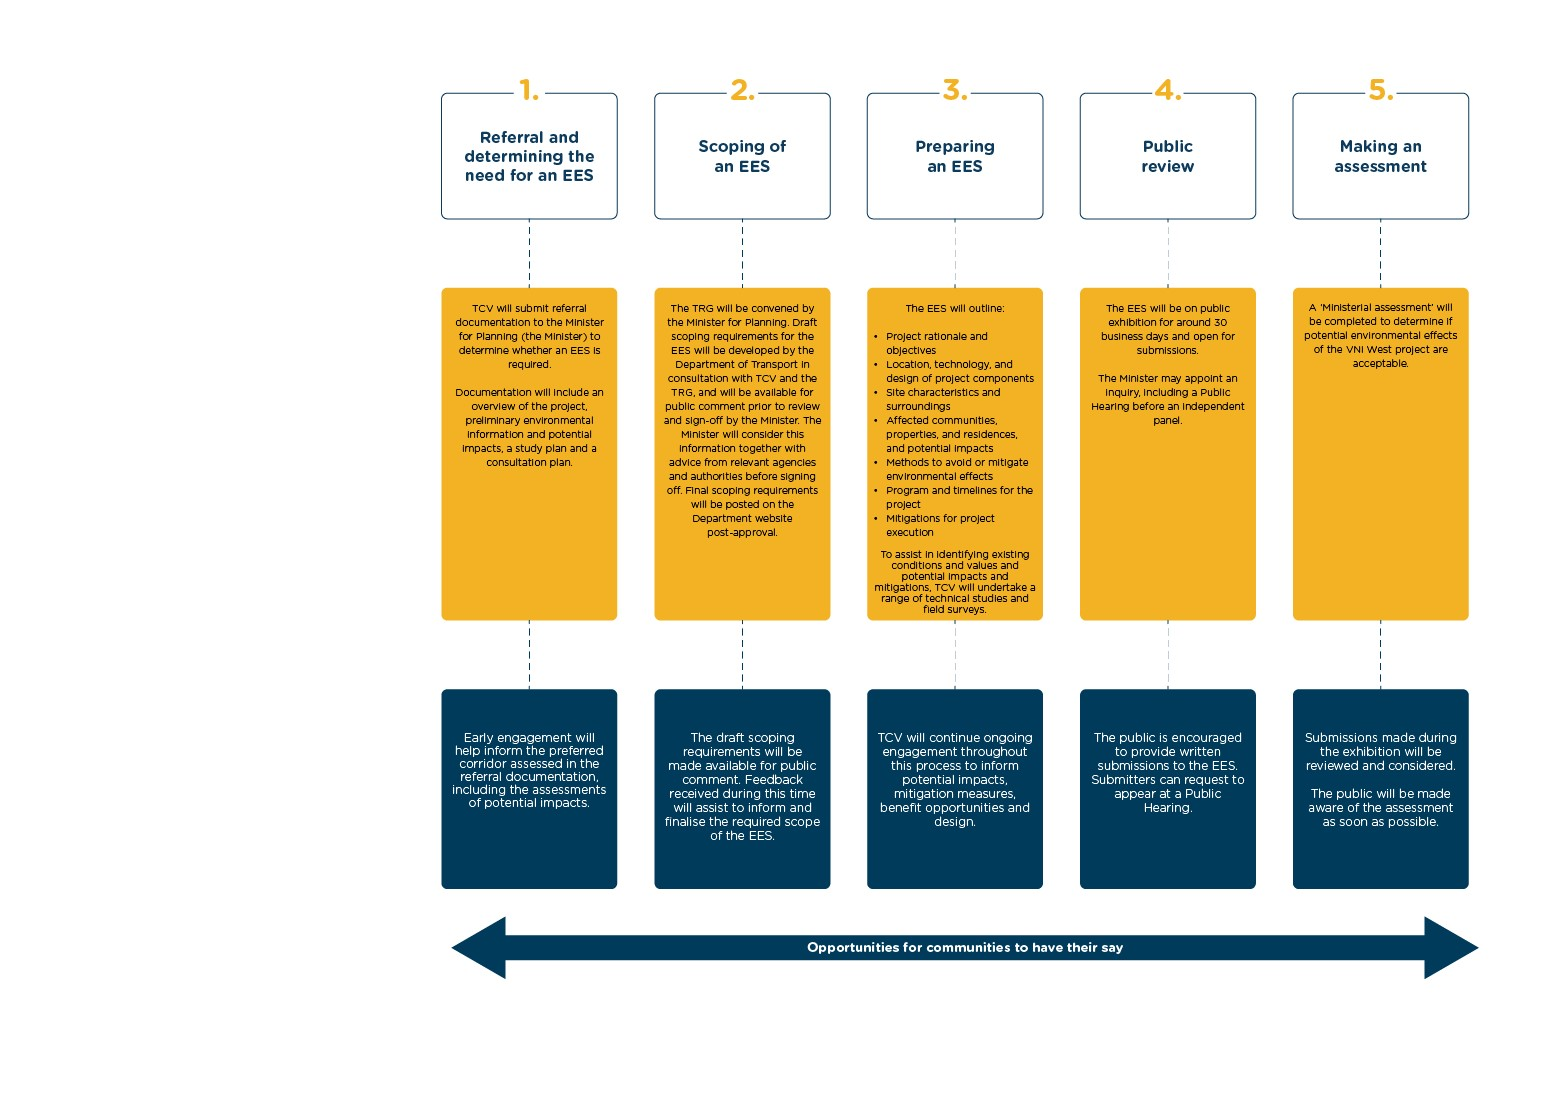 1.
Referral and
determining the
need for an EES
TCV will submit referral
documentation to the Minister
for Planning (the Minister) to
determine whether an EES is
required.
Documentation will include an
overview of the project,
preliminary environmental
information and potential
impacts, a study plan and a
consultation plan.
Early engagement will
help inform the preferred
corridor assessed in the
referral documentation,
including the assessments
of potential impacts.
2.
Scoping of
an EES
The TRG will be convened by
the Minister for Planning. Draft
scoping requirements for the
EES will be developed by the
Department of Transport in
consultation with TCV and the
TRG, and will be available for
public comment prior to review
and sign-off by the Minister. The
Minister will consider this
information together with
advice from relevant agencies
and authorities before signing
off. Final scoping requirements
will be posted on the
Department website
post-approval.
The draft scoping
requirements will be
made available for public
comment. Feedback
received during this time
will assist to inform and
finalise the required scope
of the EES.
3.
Preparing
an EES
The EES will outline:
• Project rationale and
objectives
• Location, technology, and
design of project components
• Site characteristics and
surroundings
• Affected communities,
properties, and residences,
and potential impacts
• Methods to avoid or mitigate
environmental effects
• Program and timelines for the
project
• Mitigations for project
execution
To assist in identifying existing
conditions and values and
potential impacts and
mitigations, TCV will undertake a
range of technical studies and
field surveys.
TCV will continue ongoing
engagement throughout
this process to inform
potential impacts,
mitigation measures,
benefit opportunities and
design.
4.
Public
review
The EES will be on public
exhibition for around 30
business days and open for
submissions.
The Minister may appoint an
inquiry, including a Public
Hearing before an independent
panel.
The public is encouraged
to provide written
submissions to the EES.
Submitters can request to
appear at a Public
Hearing.
5.
Making an
assessment
A 'Ministerial assessment' will
be completed to determine if
potential environmental effects
of the VNI West project are
acceptable.
Submissions made during
the exhibition will be
reviewed and considered.
The public will be made
aware of the assessment
as soon as possible.
Opportunities for communities to have their say